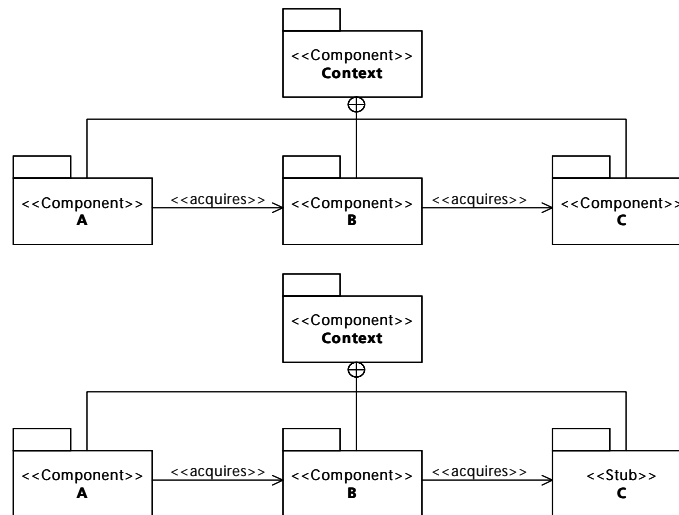 <<Component>>
Context
<<acquires>> <<acquires>>
<<Component>> <<Component>> <<Component>>
A B C
<<Component>>
Context
<<acquires>> <<acquires>>
<<Component>> <<Component>> <<Stub>>
A B C